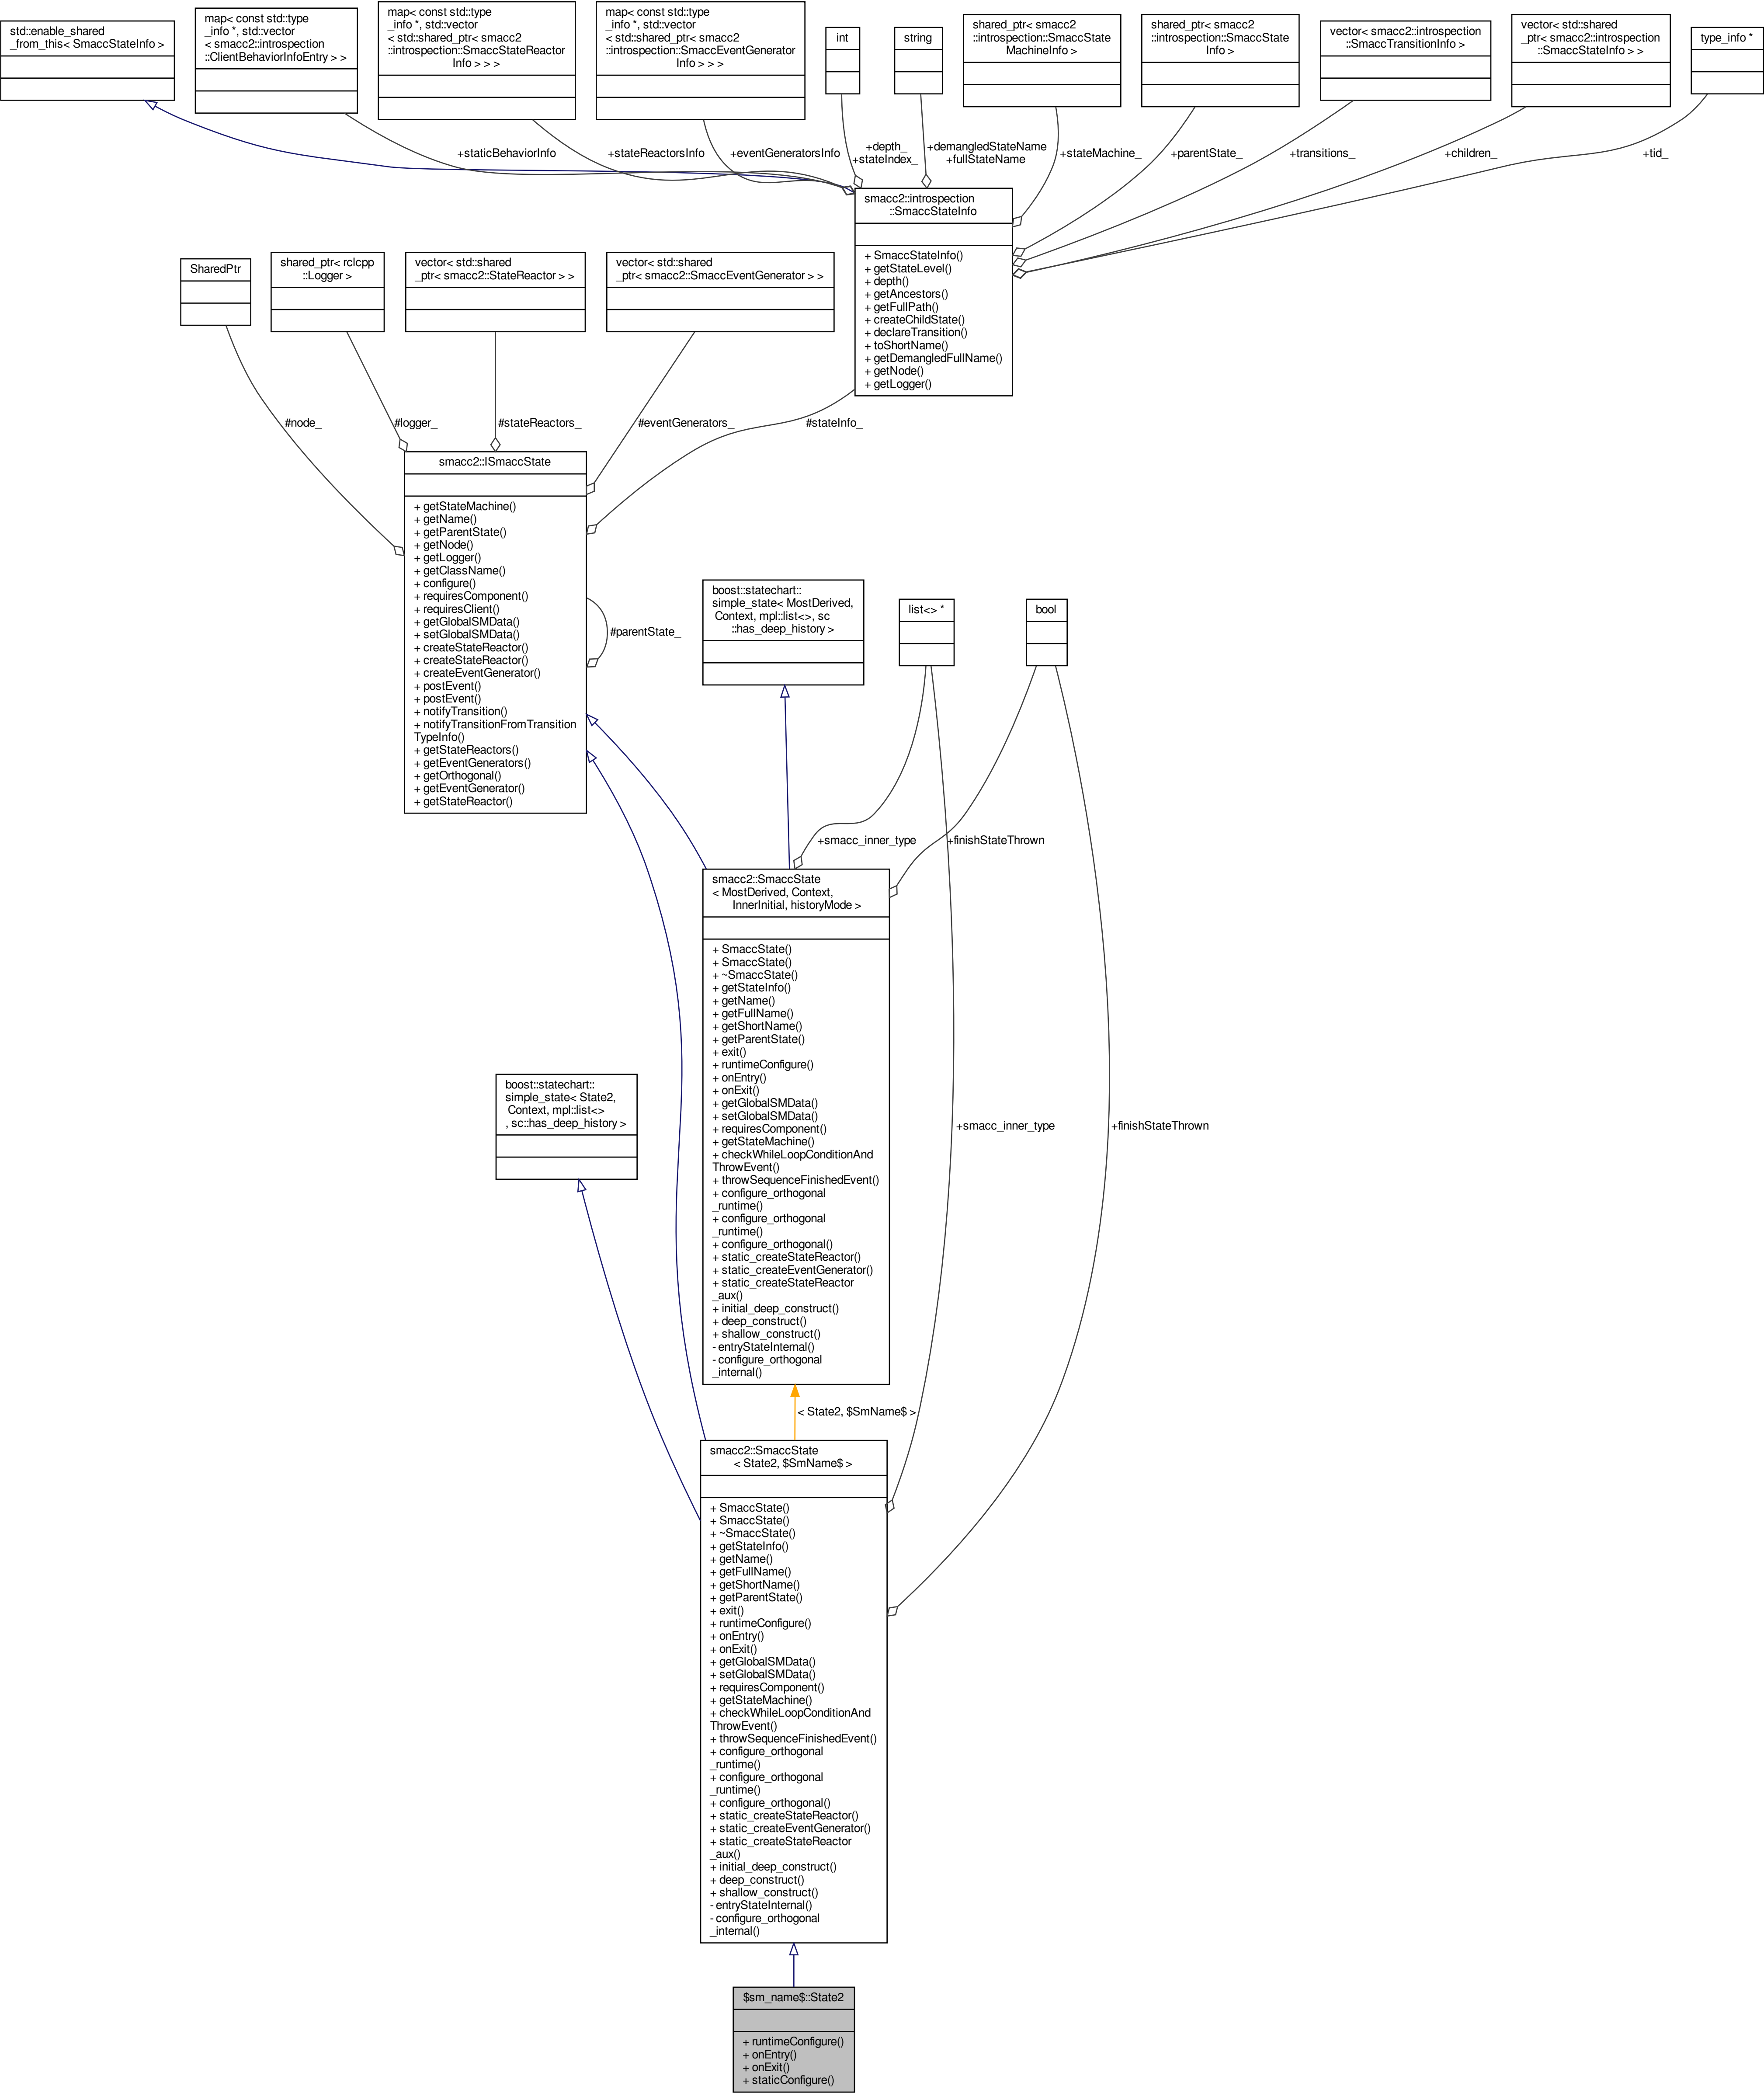 std::enable_shared
_from_this< SmaccStateInfo >
map< const std::type
_info *, std::vector
< smacc2::introspection
::ClientBehaviorInfoEntry > >
map< const std::type
_info *, std::vector
< std::shared_ptr< smacc2
::introspection::SmaccStateReactor
Info > > >
map< const std::type
_info *, std::vector
< std::shared_ptr< smacc2
::introspection::SmaccEventGenerator
Info > > >
int
string
shared_ptr< smacc2
::introspection::SmaccState
MachineInfo >
shared_ptr< smacc2
::introspection::SmaccState
Info >
vector< smacc2::introspection
::SmaccTransitionInfo >
vector< std::shared
_ptr< smacc2::introspection
::SmaccStateInfo > >
type_info *
+staticBehaviorInfo
+stateReactorsInfo
+eventGeneratorsInfo
+depth_
+stateIndex_
+demangledStateName
+fullStateName
+stateMachine_
+parentState_
+transitions_
+children_
+tid_
smacc2::introspection
::SmaccStateInfo
+ SmaccStateInfo()
+ getStateLevel()
+ depth()
+ getAncestors()
+ getFullPath()
+ createChildState()
+ declareTransition()
+ toShortName()
+ getDemangledFullName()
+ getNode()
+ getLogger()
SharedPtr
shared_ptr< rclcpp
::Logger >
vector< std::shared
_ptr< smacc2::StateReactor > >
vector< std::shared
_ptr< smacc2::SmaccEventGenerator > >
#node_
#logger_
#stateReactors_
#eventGenerators_
#stateInfo_
smacc2::ISmaccState
+ getStateMachine()
+ getName()
+ getParentState()
+ getNode()
+ getLogger()
+ getClassName()
+ configure()
+ requiresComponent()
+ requiresClient()
+ getGlobalSMData()
+ setGlobalSMData()
+ createStateReactor()
+ createStateReactor()
+ createEventGenerator()
+ postEvent()
+ postEvent()
+ notifyTransition()
+ notifyTransitionFromTransition
TypeInfo()
+ getStateReactors()
+ getEventGenerators()
+ getOrthogonal()
+ getEventGenerator()
+ getStateReactor()
#parentState_
boost::statechart::
simple_state< MostDerived,
Context, mpl::list<>, sc
::has_deep_history >
list<> *
bool
+smacc_inner_type
+finishStateThrown
smacc2::SmaccState
< MostDerived, Context,
InnerInitial, historyMode >
+ SmaccState()
+ SmaccState()
+ ~SmaccState()
+ getStateInfo()
+ getName()
+ getFullName()
+ getShortName()
+ getParentState()
+ exit()
+ runtimeConfigure()
+ onEntry()
+ onExit()
+ getGlobalSMData()
+ setGlobalSMData()
+ requiresComponent()
+ getStateMachine()
+ checkWhileLoopConditionAnd
ThrowEvent()
+ throwSequenceFinishedEvent()
+ configure_orthogonal
_runtime()
+ configure_orthogonal
_runtime()
+ configure_orthogonal()
+ static_createStateReactor()
+ static_createEventGenerator()
+ static_createStateReactor
_aux()
+ initial_deep_construct()
+ deep_construct()
+ shallow_construct()
- entryStateInternal()
- configure_orthogonal
_internal()
boost::statechart::
simple_state< State2,
Context, mpl::list<>
, sc::has_deep_history >
+smacc_inner_type
+finishStateThrown
< State2, $SmName$ >
smacc2::SmaccState
< State2, $SmName$ >
+ SmaccState()
+ SmaccState()
+ ~SmaccState()
+ getStateInfo()
+ getName()
+ getFullName()
+ getShortName()
+ getParentState()
+ exit()
+ runtimeConfigure()
+ onEntry()
+ onExit()
+ getGlobalSMData()
+ setGlobalSMData()
+ requiresComponent()
+ getStateMachine()
+ checkWhileLoopConditionAnd
ThrowEvent()
+ throwSequenceFinishedEvent()
+ configure_orthogonal
_runtime()
+ configure_orthogonal
_runtime()
+ configure_orthogonal()
+ static_createStateReactor()
+ static_createEventGenerator()
+ static_createStateReactor
_aux()
+ initial_deep_construct()
+ deep_construct()
+ shallow_construct()
- entryStateInternal()
- configure_orthogonal
_internal()
$sm_name$::State2
+ runtimeConfigure()
+ onEntry()
+ onExit()
+ staticConfigure()